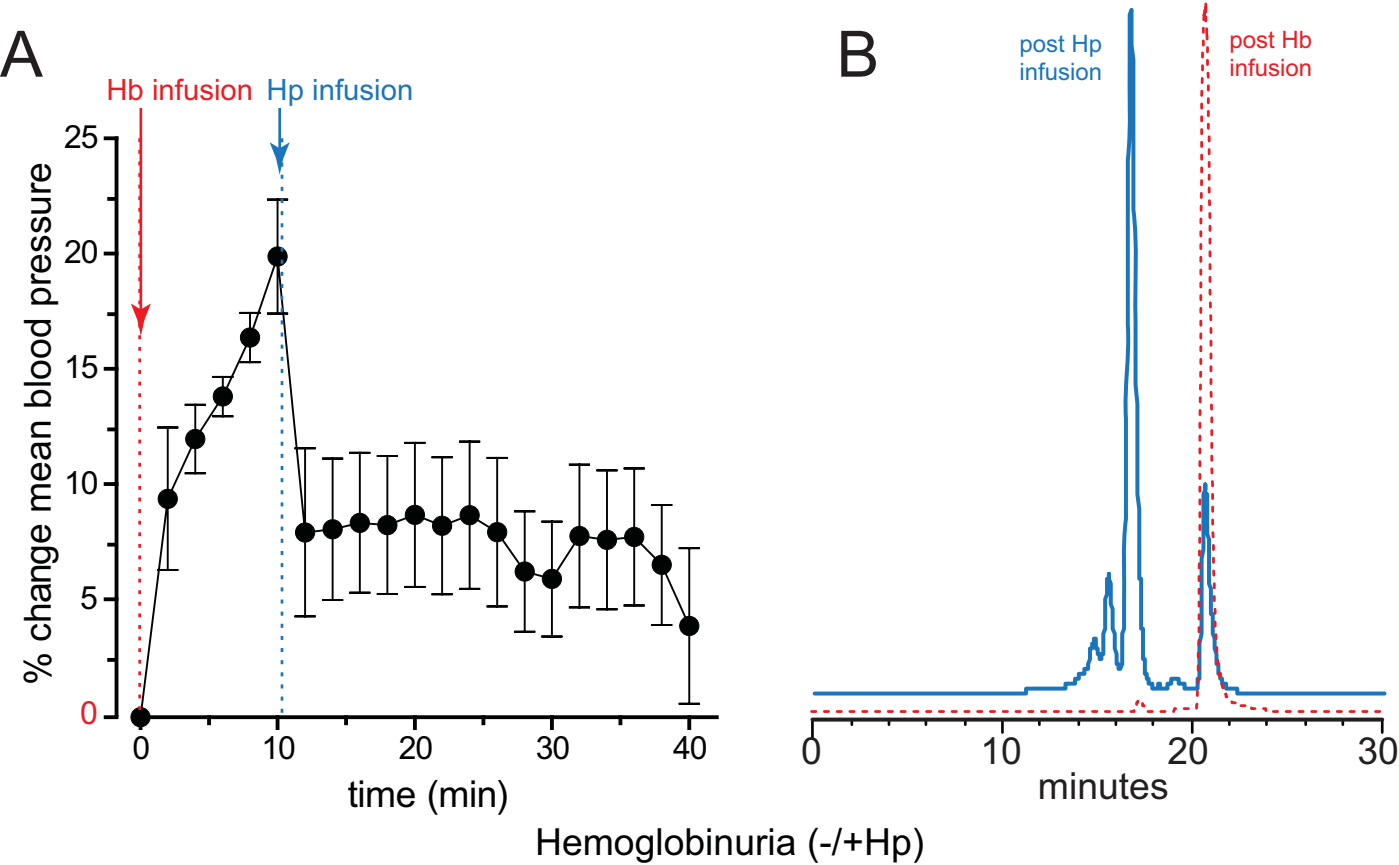 A
Hb infusion
Hp infusion
% change mean blood pressure
25
20
15
10
5
0
0
10
20
30
40
time (min)
B
post Hp
infusion
post Hb
infusion
0
10
20
30
minutes
Hemoglobinuria (-/+Hp)